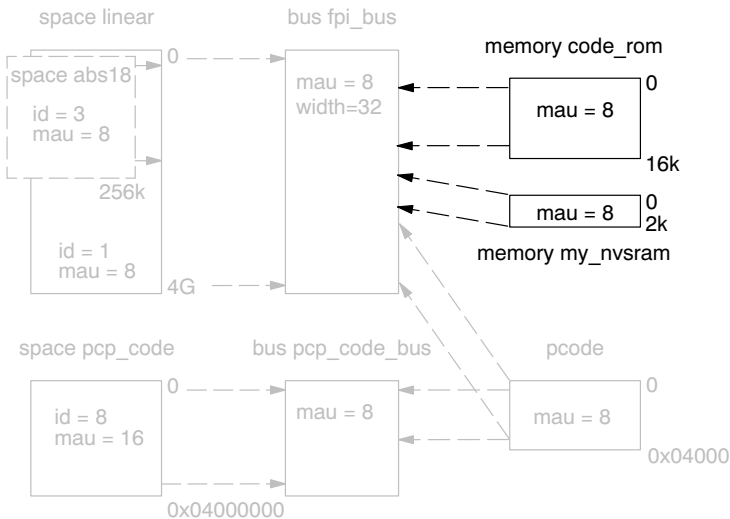 space linear
bus fpi_bus
memory code_rom
0
space abs18
id = 3
mau = 8
256k
id = 1
mau = 8
4G
mau = 8
width=32
0
mau = 8
16k
0
mau = 8
2k
memory my_nvsram
space pcp_code
bus pcp_code_bus
pcode
0
id = 8
mau = 16
0x04000000
mau = 8
0
mau = 8
0x04000